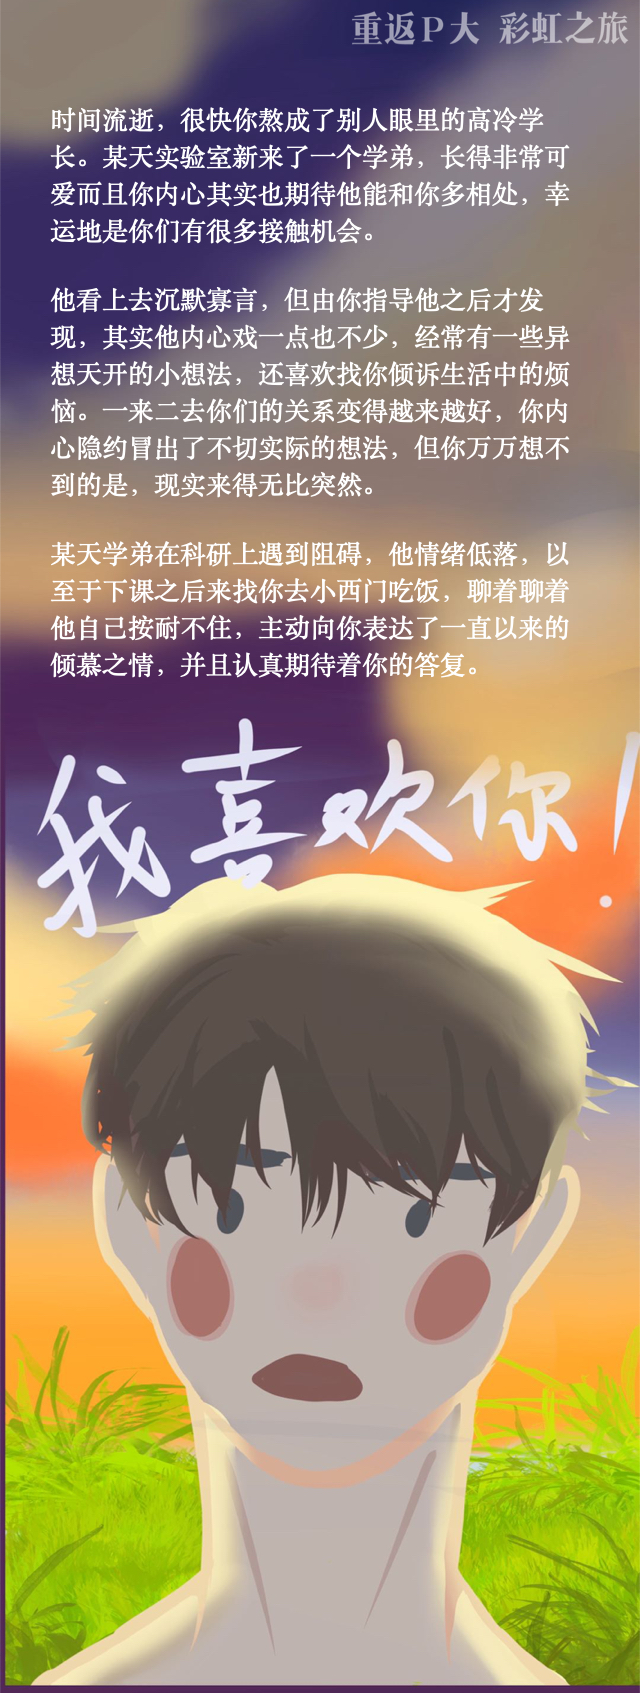 重返P大 彩虹之旅
时间流逝，很快你熬成了别人眼里的高冷学
长。某天实验室新来了一个学弟，长得非常可
爱而且你内心其实也期待他能和你多相处，幸
运地是你们有很多接触机会。
他看上去沉默寡言，但由你指导他之后才发
现，其实他内心戏一点也不少，经常有一些异
想天开的小想法，还喜欢找你倾诉生活中的烦
恼。一来二去你们的关系变得越来越好，你内
心隐约冒出了不切实际的想法，但你万万想不
到的是，现实来得无比突然。
某天学弟在科研上遇到阻碍，他情绪低落，以
至于下课之后来找你去小西门吃饭，聊着聊着
他自己按耐不住，主动向你表达了一直以来的
倾慕之情，并且认真期待着你的答复。
我喜欢你！